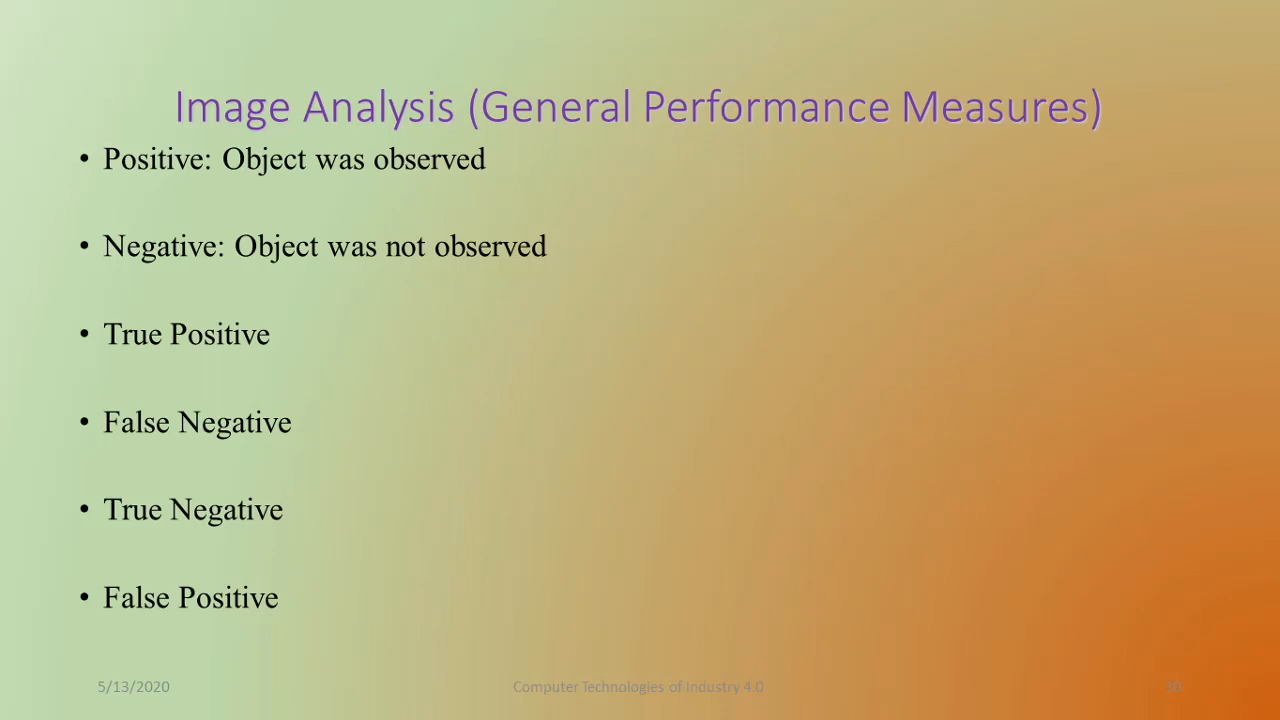 Image Analysis (General Performance Measures)
• Positive: Object was observed
• Negative: Object was not observed
• True Positive
• False Negative
• True Negative
• False Positive
5/13/2020
Computer Technologies of Industry 4.0